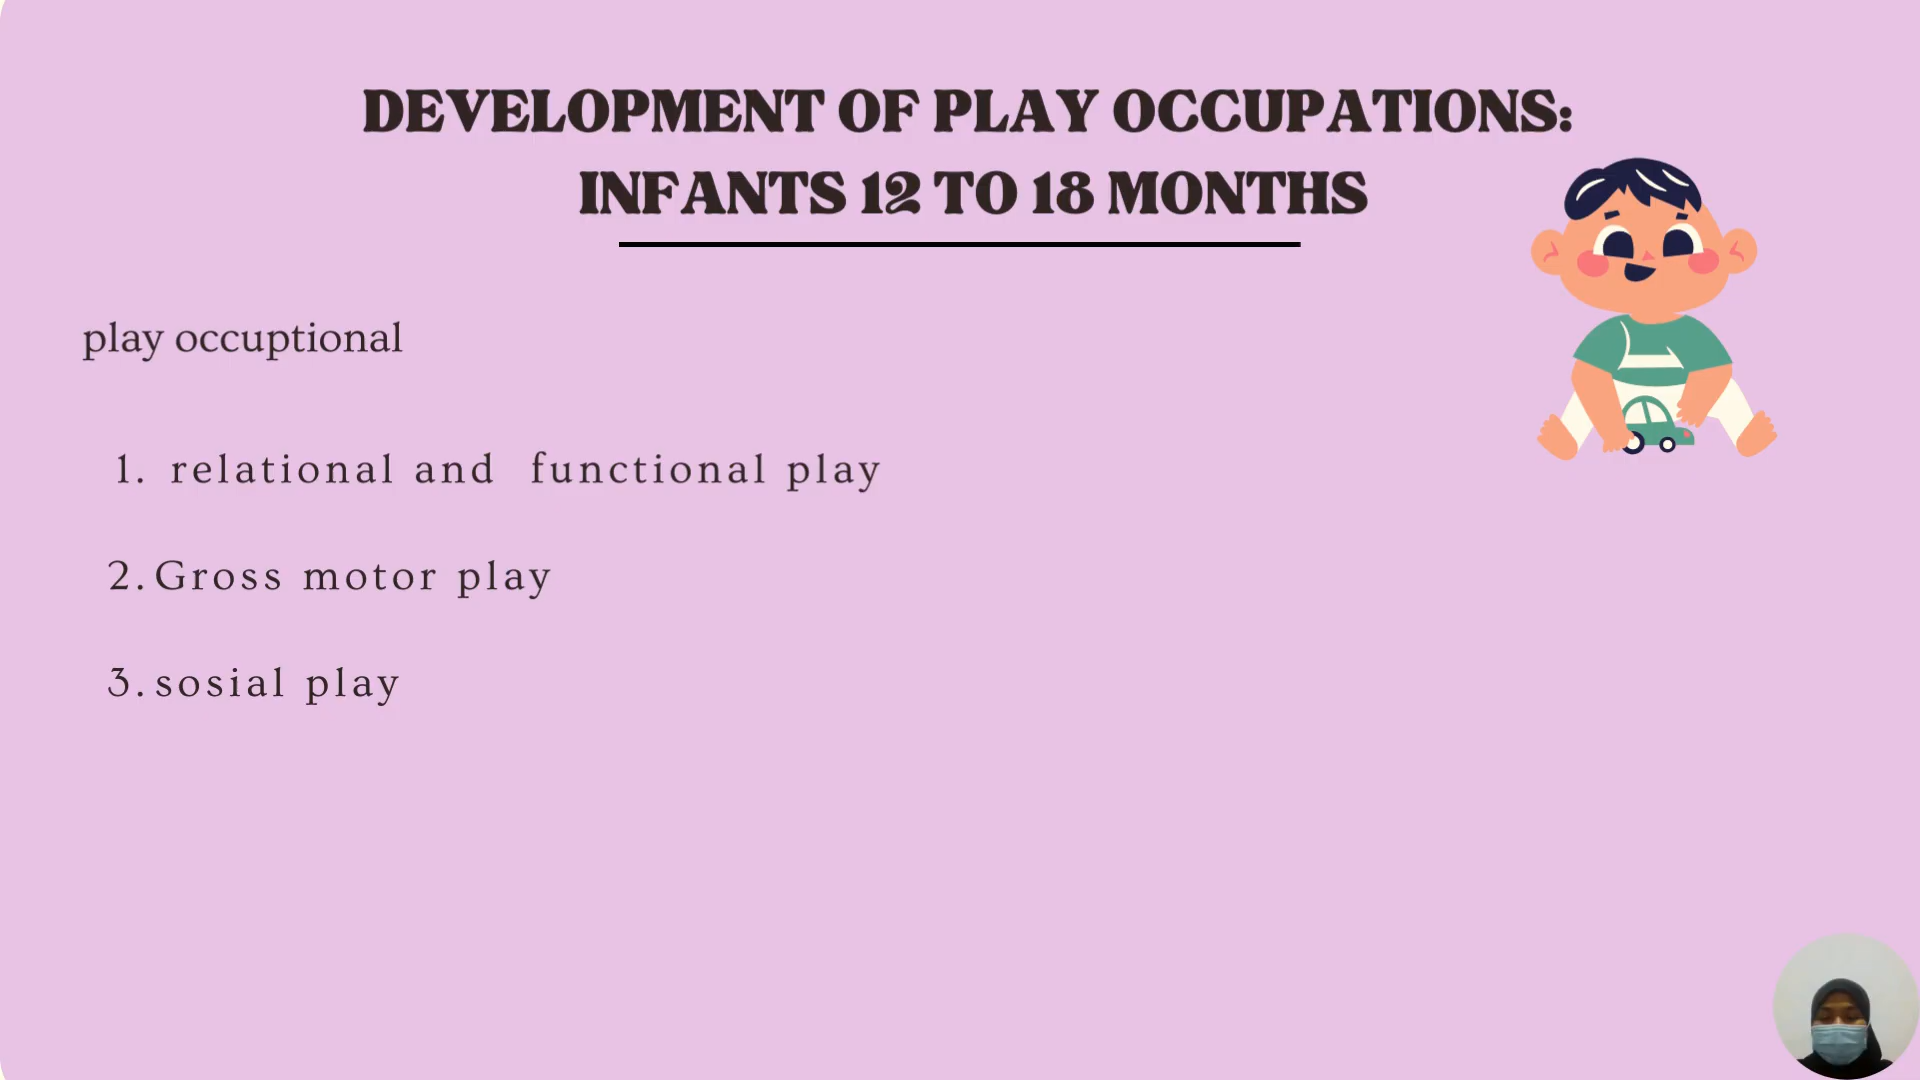 DEVELOPMENT OF PLAY OCCUPATIONS:
INFANTS 12 TO 18 MONTHS
play occuptional
1. relational and functional play
2. Gross motor play
3. sosial play